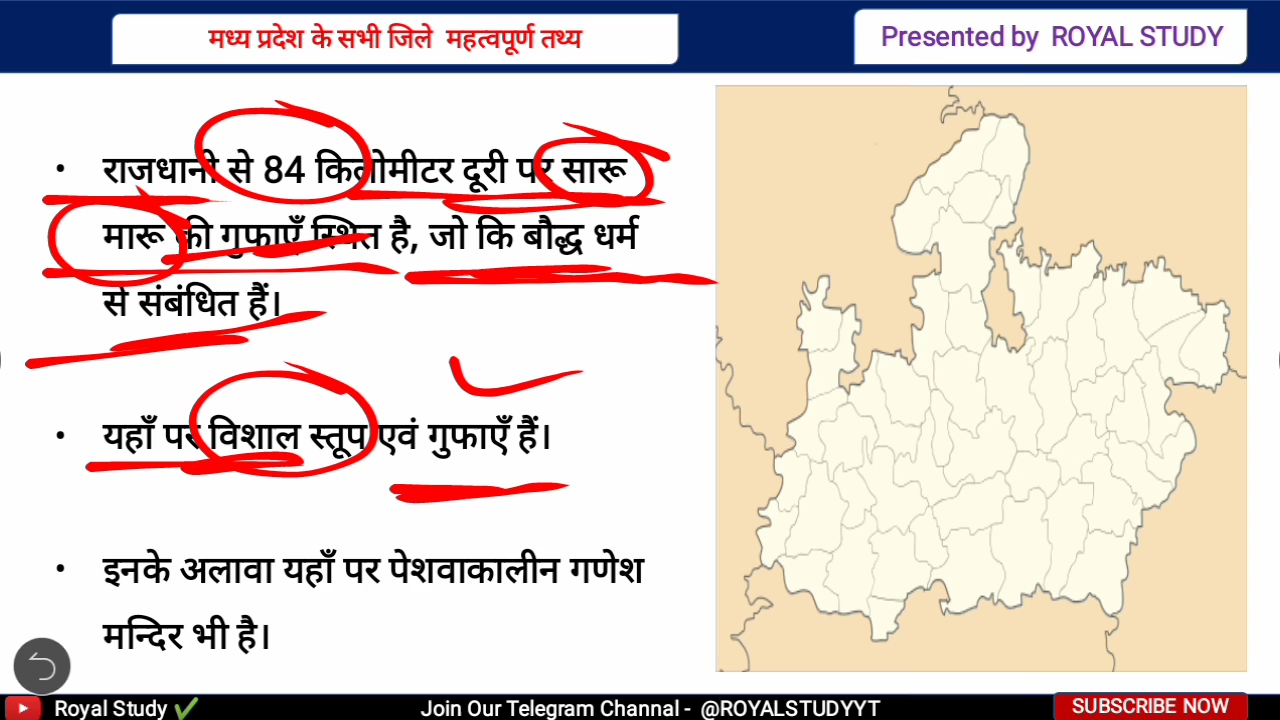 मध्य प्रदेश के सभी जिले महत्वपूर्ण तथ्य
Presented by ROYAL STUDY
• राजधानी से 84 किलोमीटर दूरी पर सारू
मारू की गुफाएँ स्थित है, जो कि बौद्ध धर्म
से संबंधित हैं।
• यहाँ पर विशाल स्तूप एवं गुफाएँ हैं।
• इनके अलावा यहाँ पर पेशवाकालीन गणेश
मन्दिर भी है।
Royal Study
Join Our Telegram Channal - @ROYALSTUDYYT
SUBSCRIBE NOW